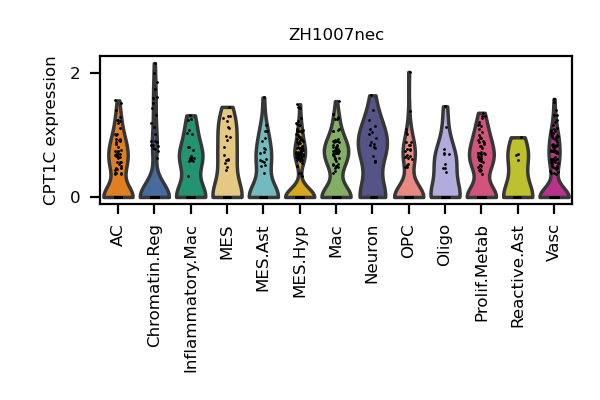 ZH1007nec
CPT1C expression
2
0
AC
Chromatin.Reg
Inflammatory.Mac
MES
MES.Ast
MES.Hyp
Mac
Neuron
OPC
Oligo
Prolif.Metab
Reactive.Ast
Vasc